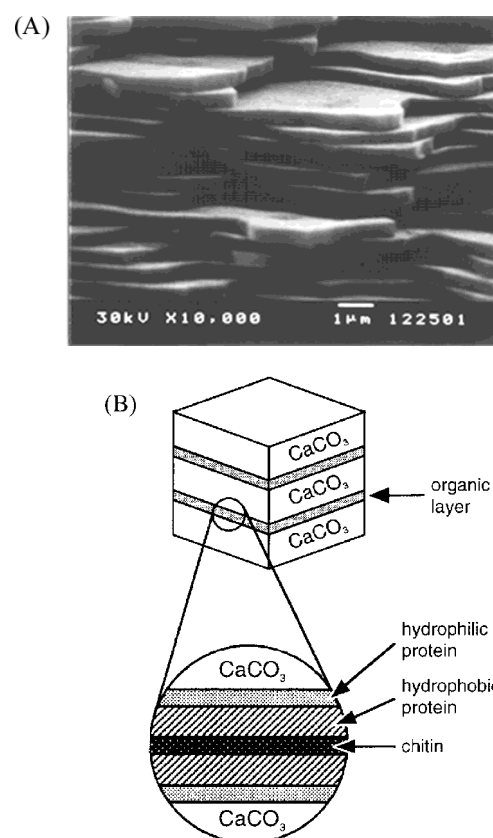 (A)
30kV X10,000 1μm 122501
(B)
CaCO₃
CaCO₃
CaCO₃
organic
layer
hydrophilic
protein
CaCO₃
hydrophobic
protein
chitin
CaCO₃